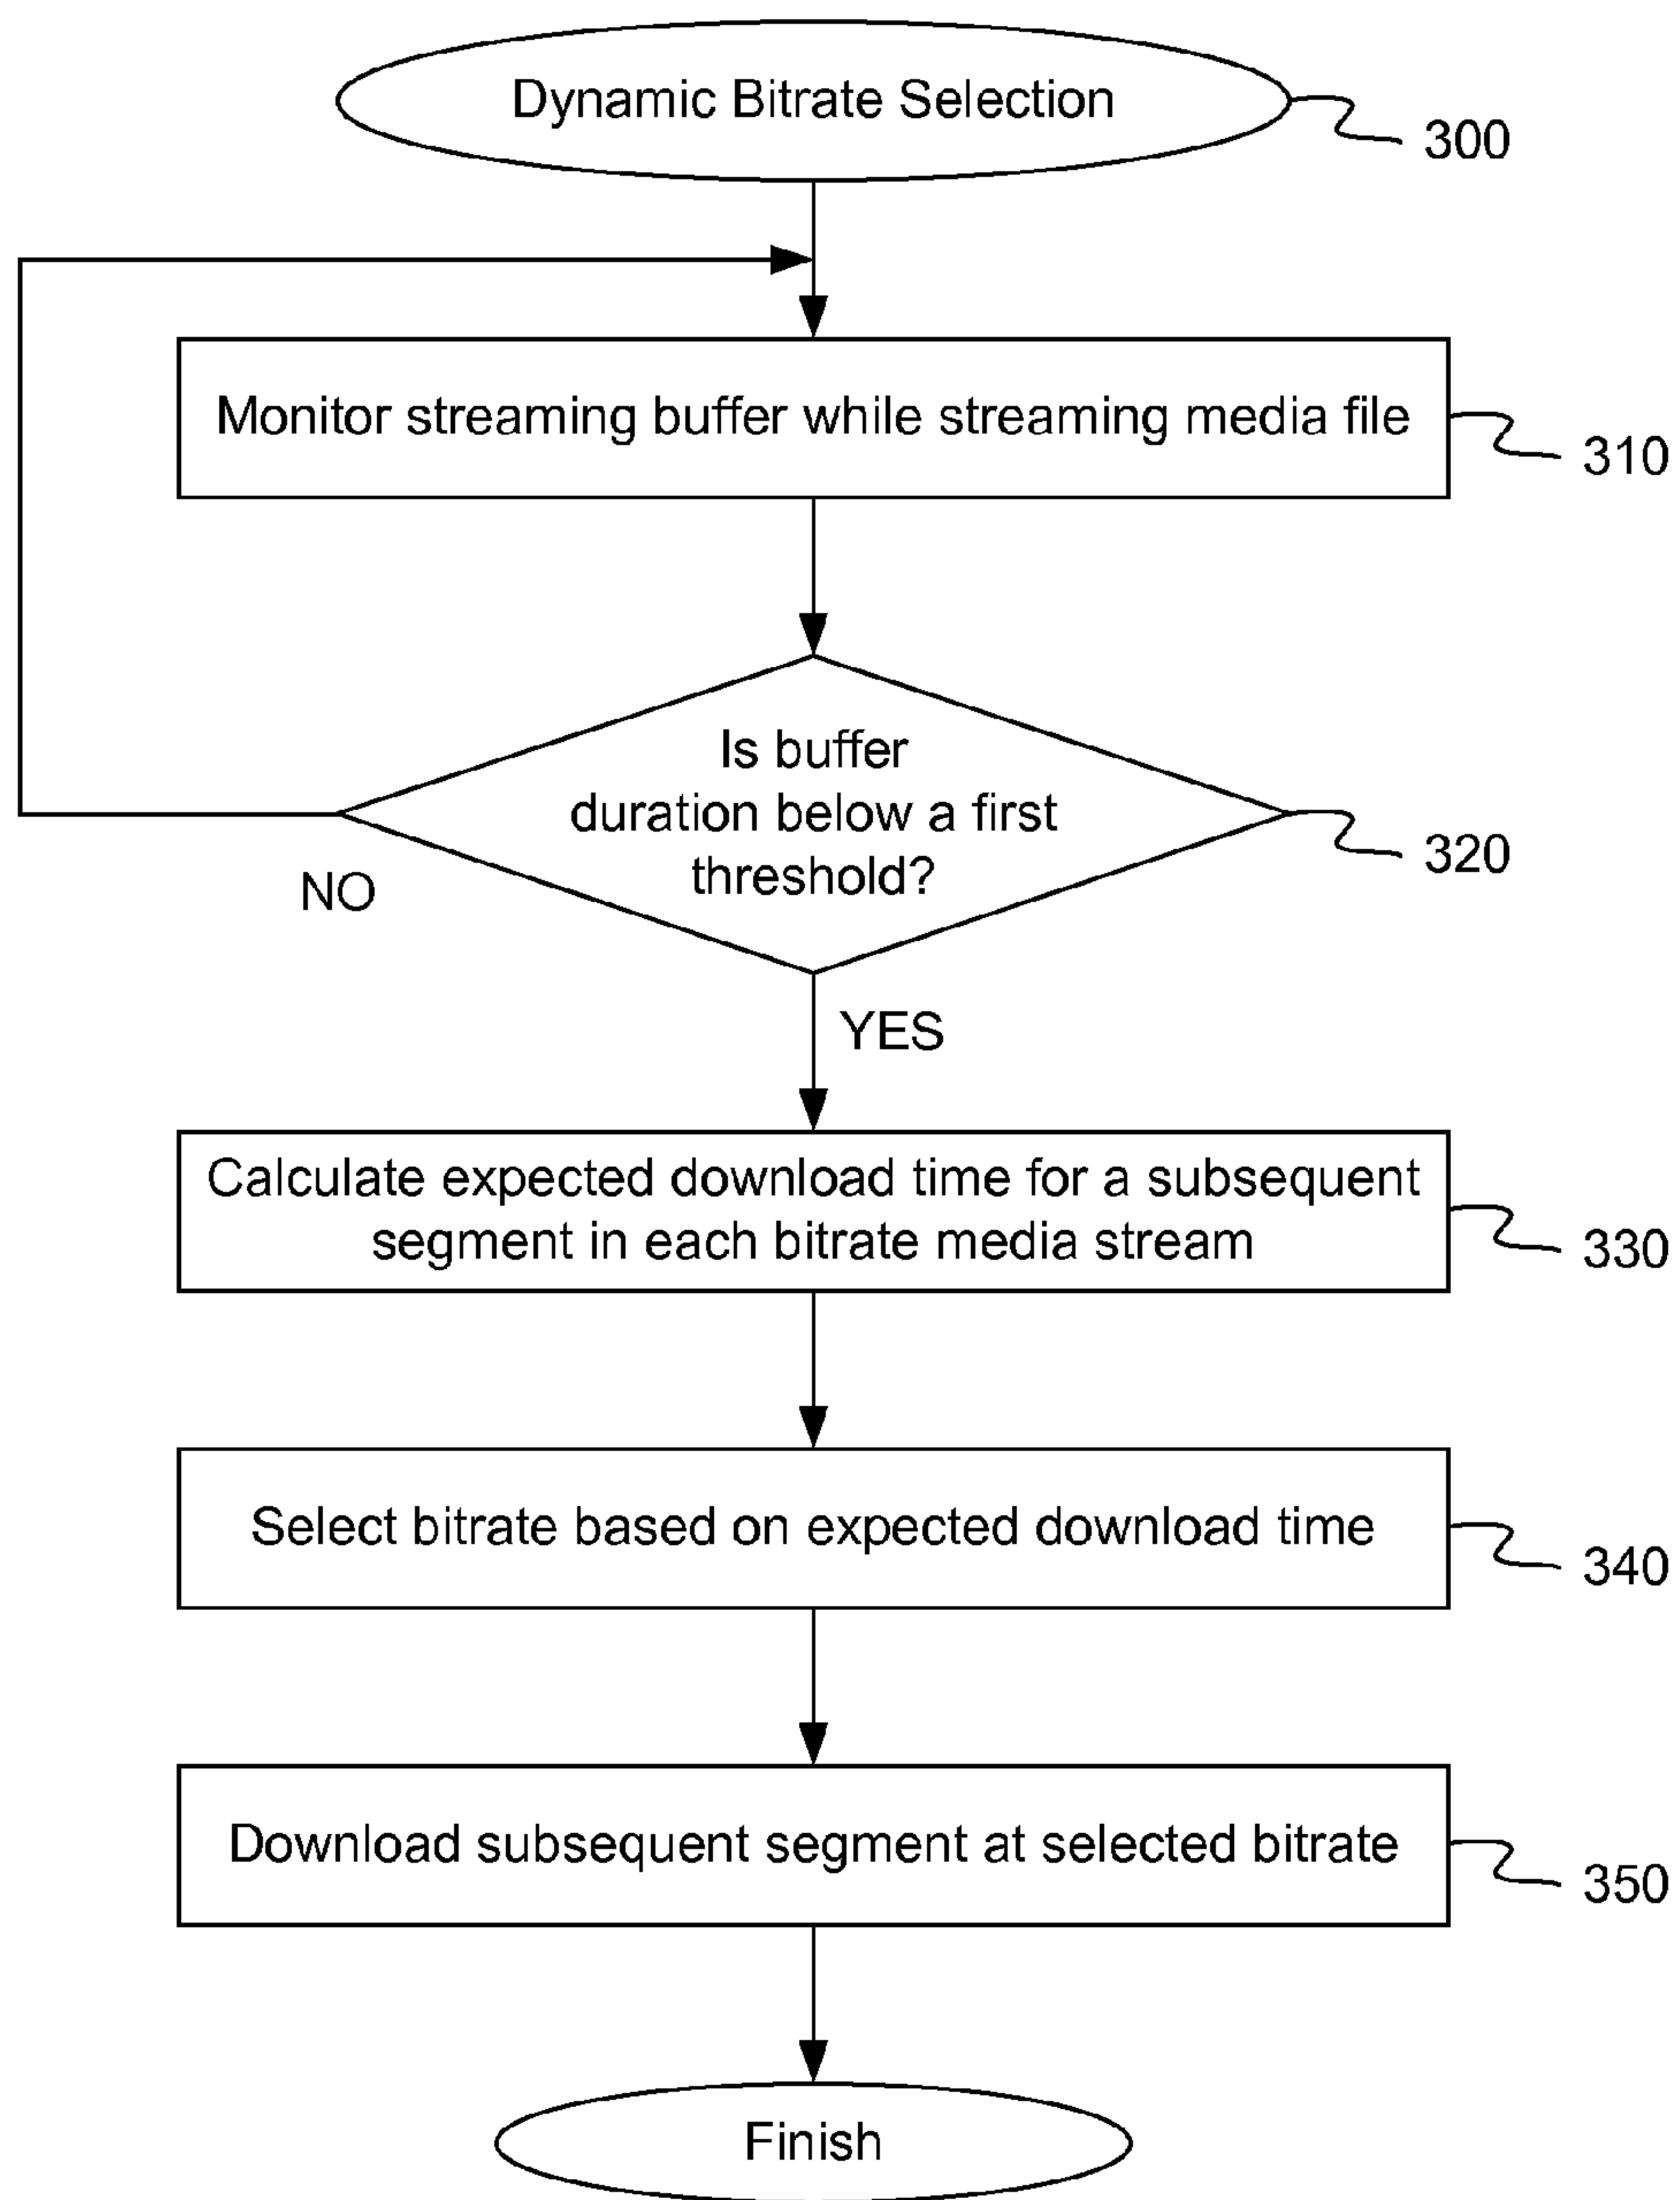 Dynamic Bitrate Selection
300
Monitor streaming buffer while streaming media file
310
Is buffer
duration below a first
threshold?
320
NO
YES
Calculate expected download time for a subsequent
segment in each bitrate media stream
330
Select bitrate based on expected download time
340
Download subsequent segment at selected bitrate
350
Finish